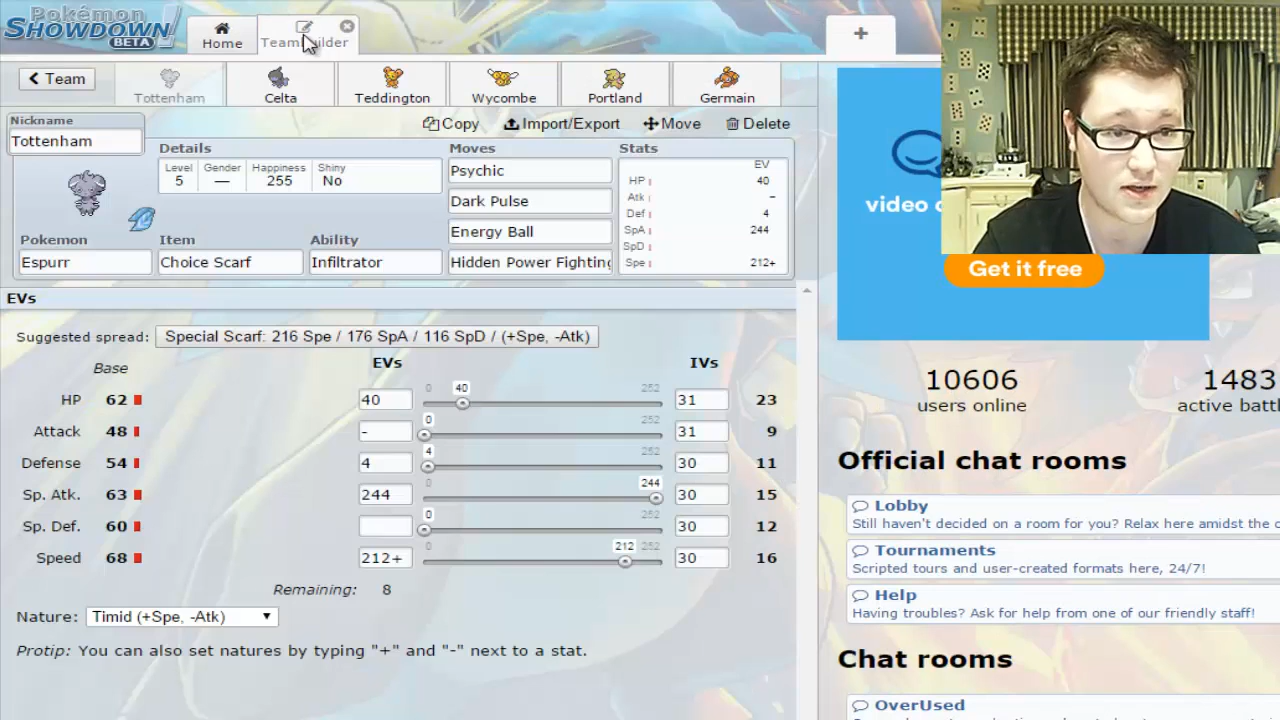 Pokémon
SHOWDOWN!
BETA
Home
Teambuilder
+
< Team
Tottenham
Celta
Teddington
Wycombe
Portland
Germain
Copy
Import/Export
Move
Delete
Nickname
Tottenham
Details
Level
5
Gender
—
Happiness
255
Shiny
No
Pokemon
Espurr
Item
Choice Scarf
Ability
Infiltrator
Moves
Psychic
Dark Pulse
Energy Ball
Hidden Power Fighting
Stats
EV
HP 40
Atk -
Def 4
SpA 244
SpD
Spe 212+
EVs
Suggested spread: Special Scarf: 216 Spe / 176 SpA / 116 SpD / (+Spe, -Atk)
Base EVs IVs
HP 62 40 0 40 252 31 23
Attack 48 - 0 252 31 9
Defense 54 4 4 252 30 11
Sp. Atk. 63 244 0 244 30 15
Sp. Def. 60 0 252 30 12
Speed 68 212+ 0 212 252 30 16
Remaining: 8
Nature: Timid (+Spe, -Atk)
Protip: You can also set natures by typing "+" and "-" next to a stat.
video
Get it free
10606
users online
1483
active batt
Official chat rooms
Lobby
Still haven't decided on a room for you? Relax here amidst the c
Tournaments
Scripted tours and user-created formats here, 24/7!
Help
Having troubles? Ask for help from one of our friendly staff!
Chat rooms
OverUsed